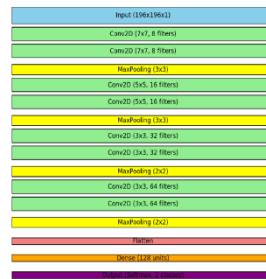 Input (196x196x1)
Conv2D (7x7, 8 filters)
Conv2D (7x7, 8 filters)
MaxPooling (3x3)
Conv2D (5x5, 16 filters)
Conv2D (5x5, 16 filters)
MaxPooling (3x3)
Conv2D (3x3, 32 filters)
Conv2D (3x3, 32 filters)
MaxPooling (2x2)
Conv2D (3x3, 64 filters)
Conv2D (3x3, 64 filters)
MaxPooling (2x2)
Flatten
Dense (128 units)
Output (Softmax, 2 classes)